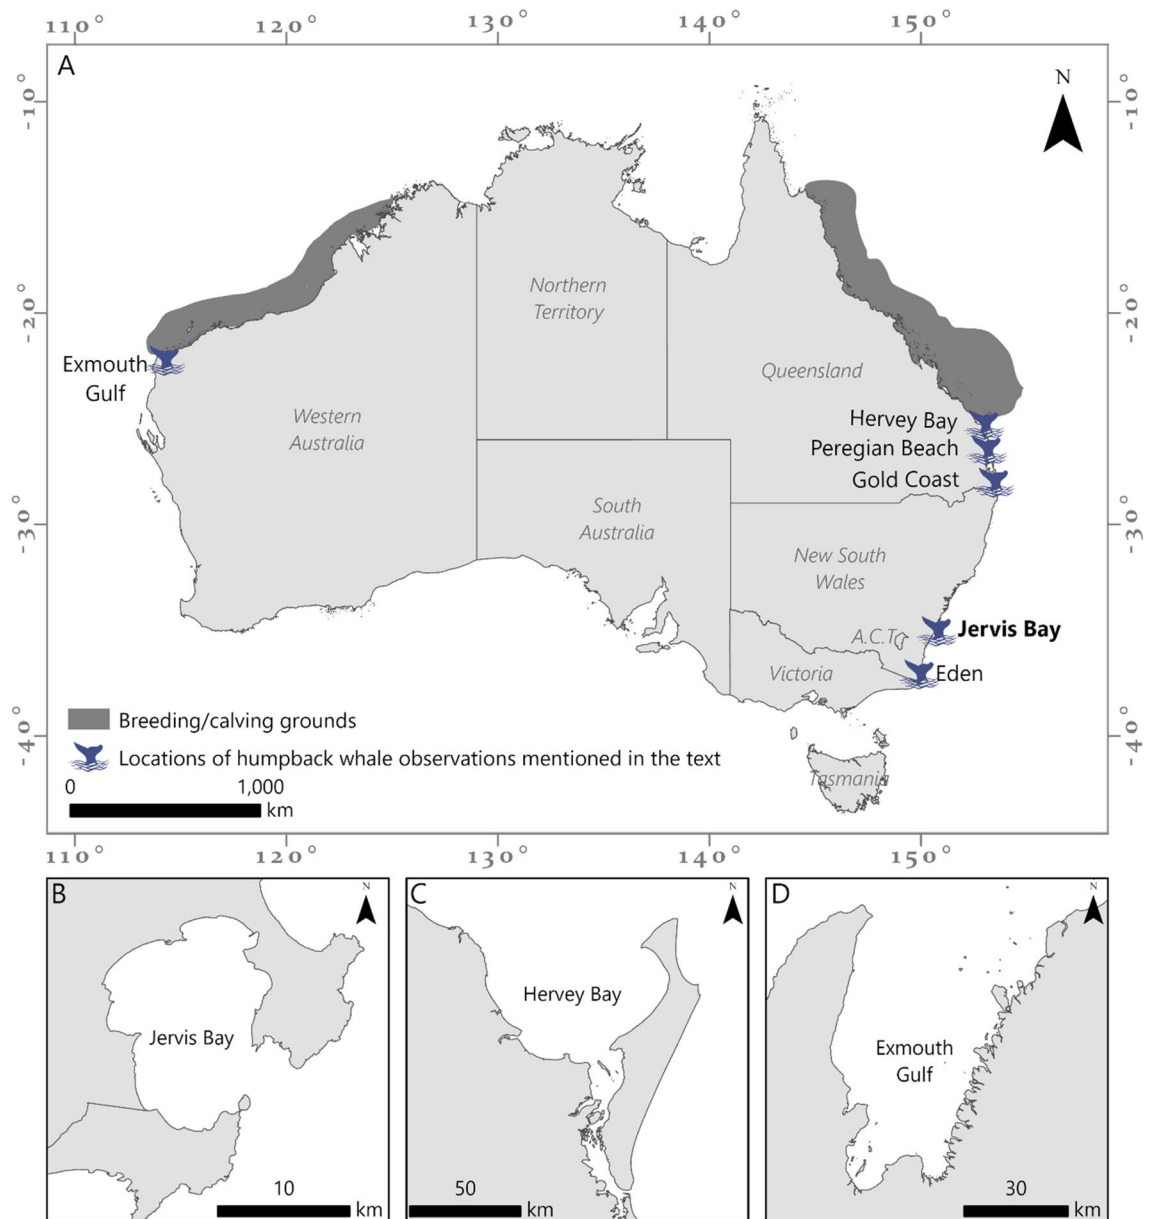 110° 120° 130° 140° 150°
A
N
-10° -10°
-20° -20°
-30° -30°
-40° -40°
Northern
Territory
Queensland
Exmouth
Gulf
Western
Australia
Hervey Bay
Peregian Beach
Gold Coast
South
Australia
New South
Wales
A.C.T
Jervis Bay
Victoria
Eden
Breeding/calving grounds
Locations of humpback whale observations mentioned in the text
Tasmania
0 1,000
km
110° 120° 130° 140° 150°
B
N
Jervis Bay
10
km
C
N
Hervey Bay
50
km
D
N
Exmouth
Gulf
30
km